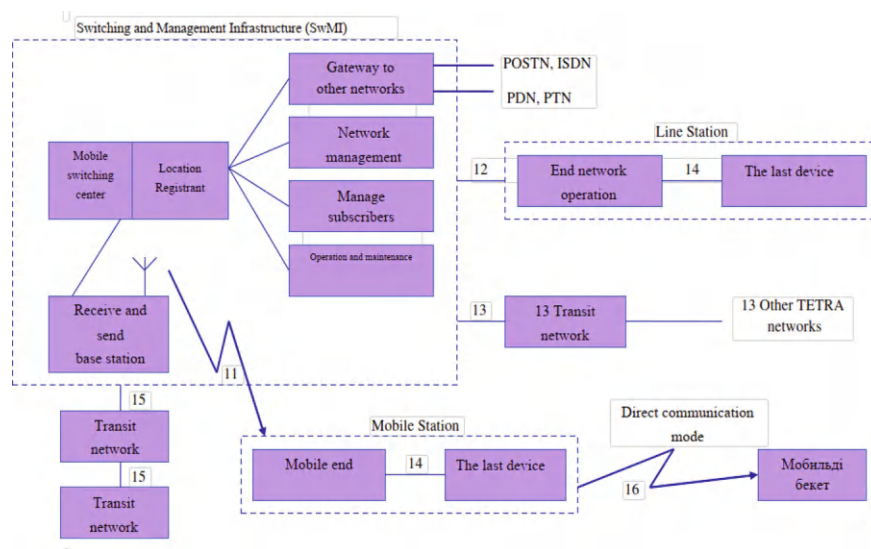 Switching and Management Infrastructure (SwMI)
Gateway to
other networks
POSTN, ISDN
PDN, PTN
Network
management
Mobile
switching
center
Location
Registrant
Manage
subscribers
Operation and maintenance
Line Station
12
End network
operation
14
The last device
Receive and
send
base station
11
13
13 Transit
network
13 Other TETRA
networks
15
Transit
network
15
Transit
network
Mobile Station
Mobile end
14
The last device
Direct communication
mode
16
Мобильді
бекет